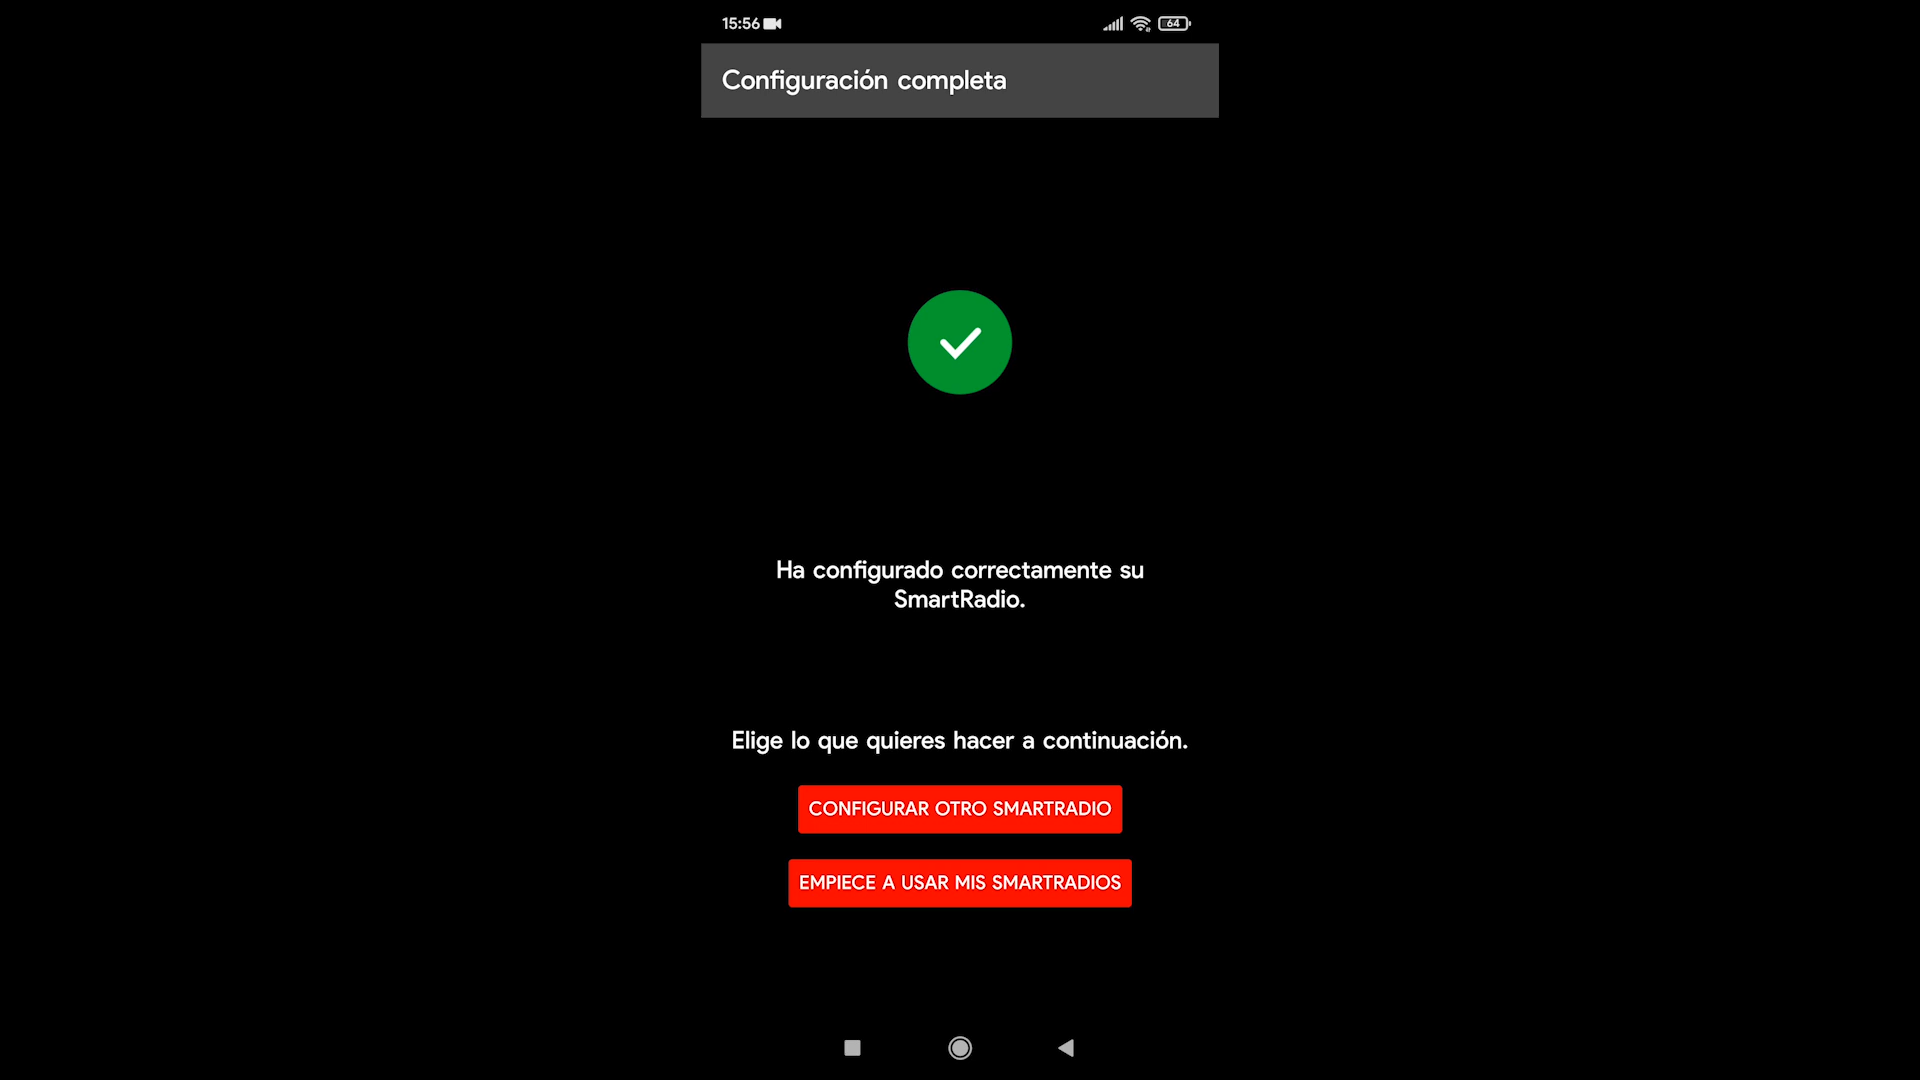 15:56
64
Configuración completa
Ha configurado correctamente su
SmartRadio.
Elige lo que quieres hacer a continuación.
CONFIGURAR OTRO SMARTRADIO
EMPIECE A USAR MIS SMARTRADIOS